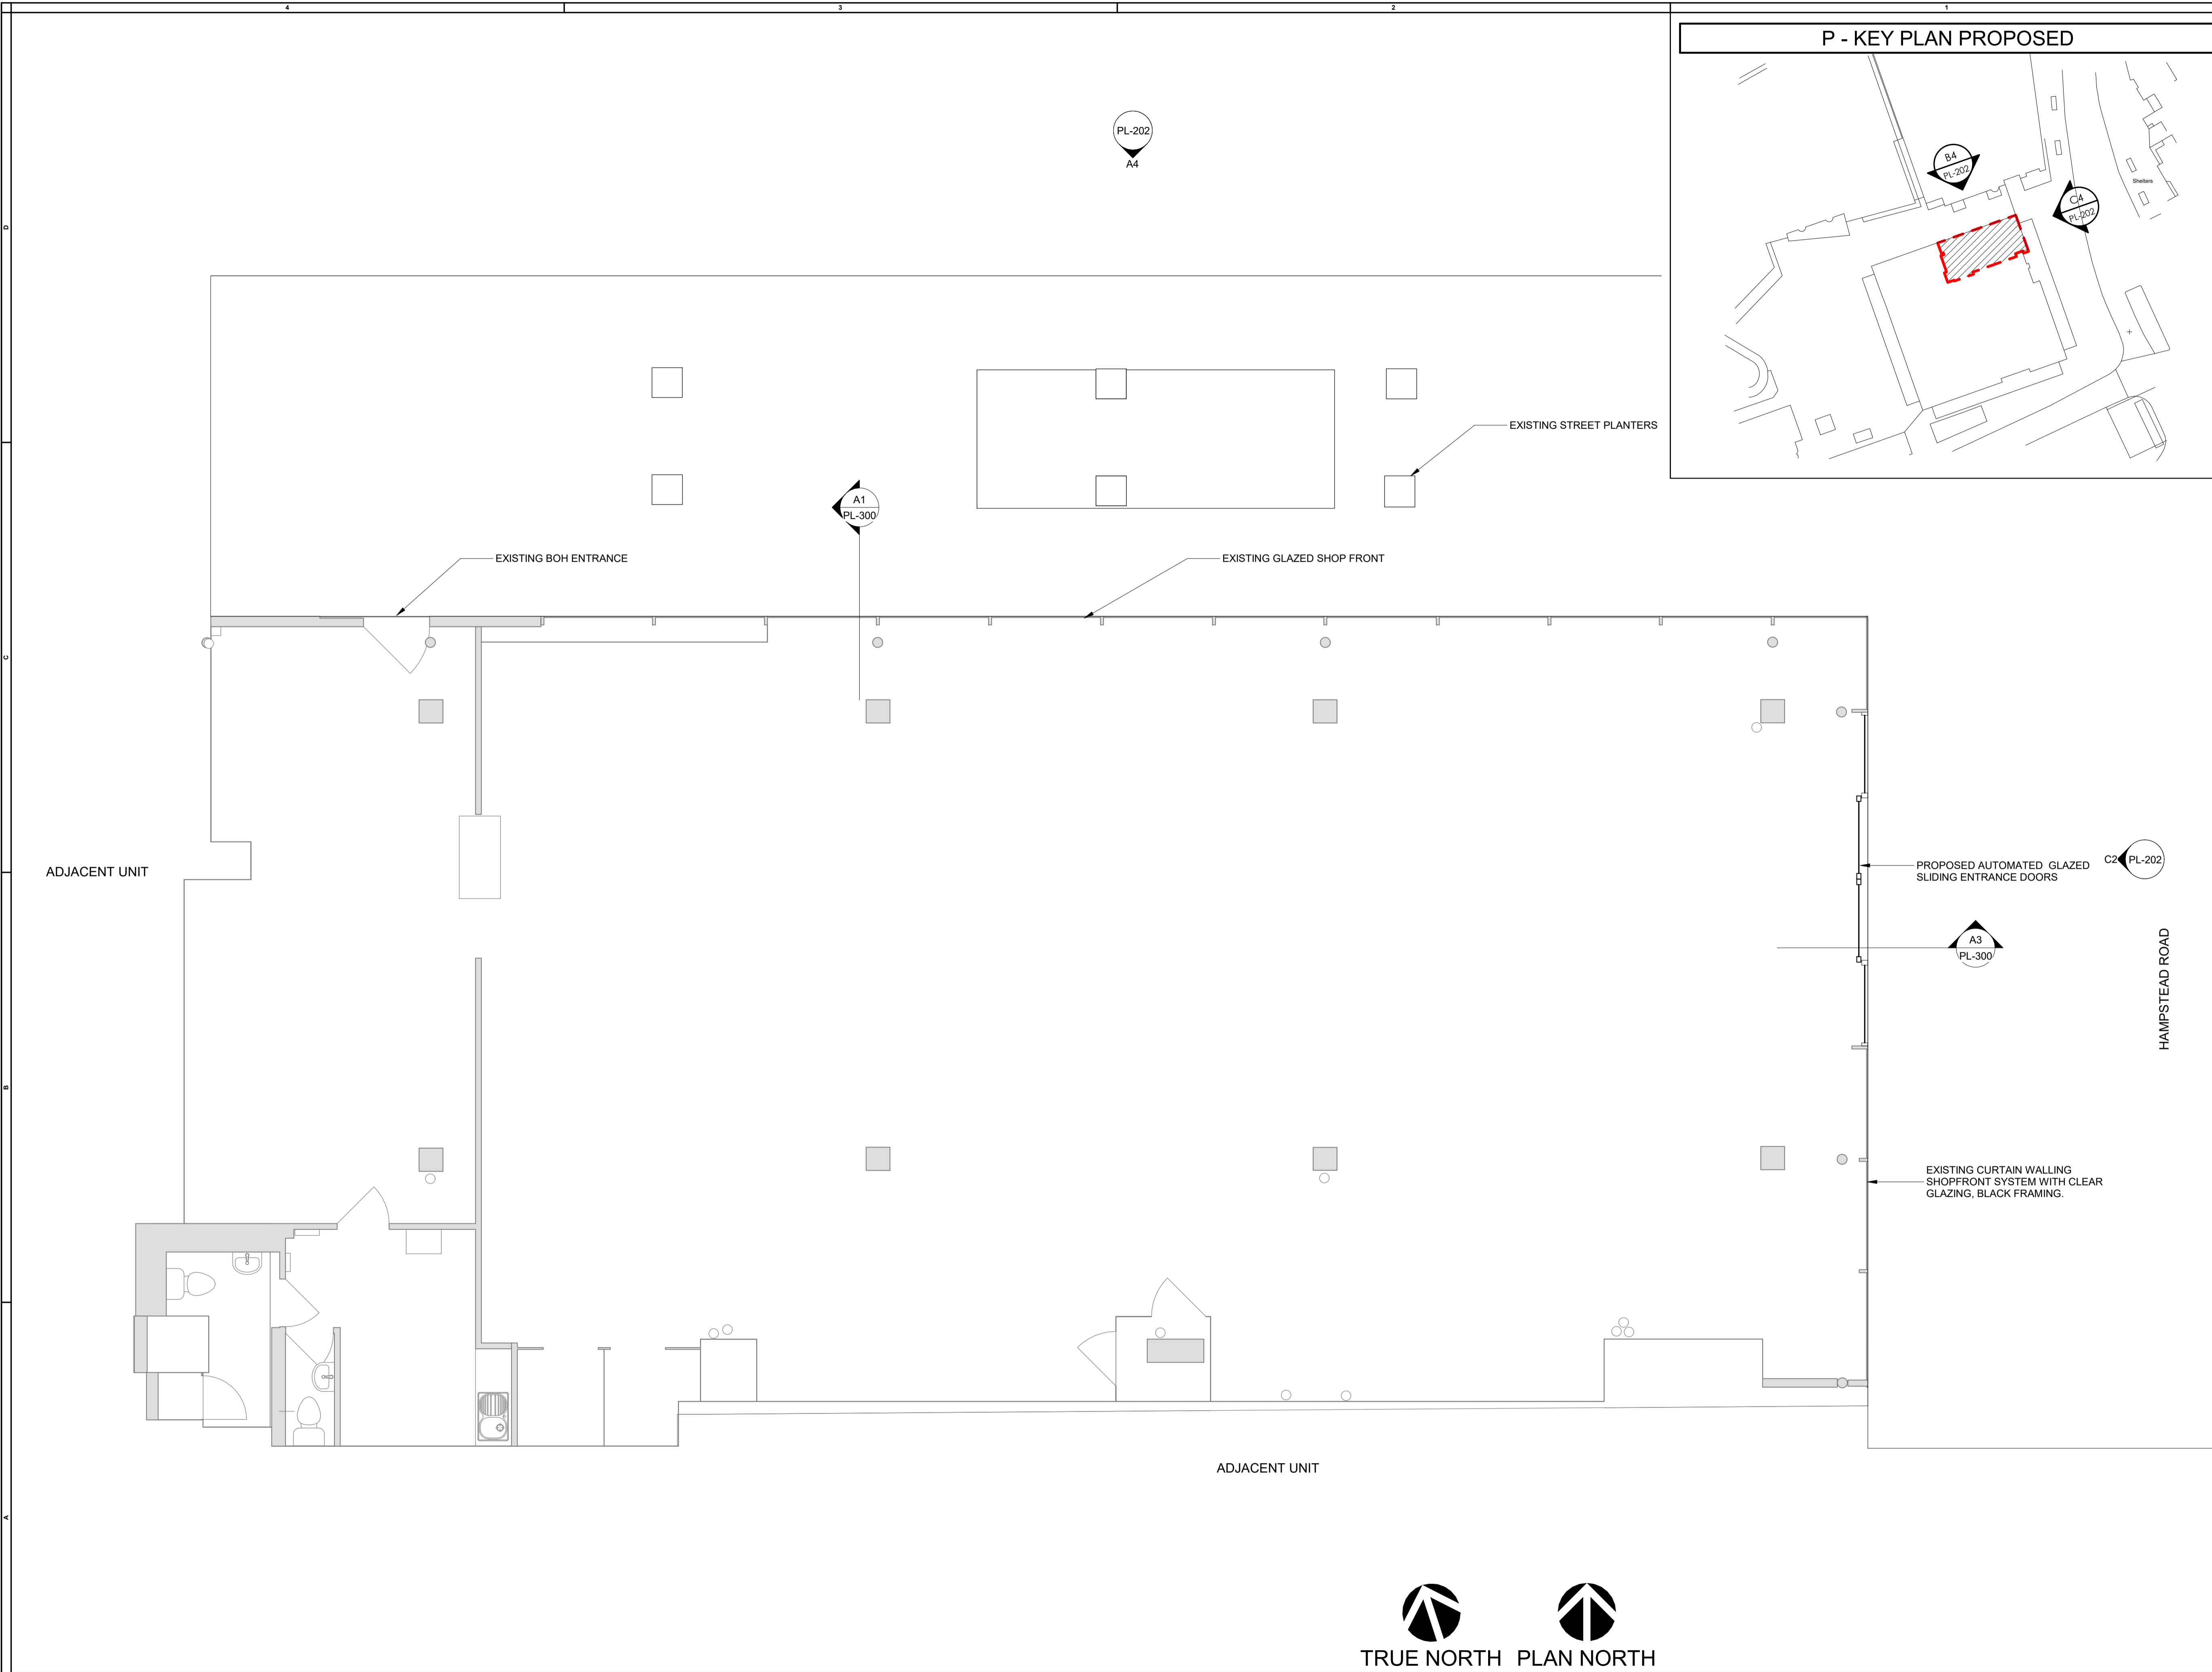 4
3
2
1
P - KEY PLAN PROPOSED
PL-202
A4
B4
PL-202
C4
PL-202
Shelters
D
EXISTING STREET PLANTERS
A1
PL-300
EXISTING BOH ENTRANCE
EXISTING GLAZED SHOP FRONT
C
ADJACENT UNIT
PROPOSED AUTOMATED  GLAZED
SLIDING ENTRANCE DOORS
C2
PL-202
A3
PL-300
HAMPSTEAD ROAD
B
EXISTING CURTAIN WALLING
SHOPFRONT SYSTEM WITH CLEAR
GLAZING, BLACK FRAMING.
ADJACENT UNIT
A
TRUE NORTH
PLAN NORTH